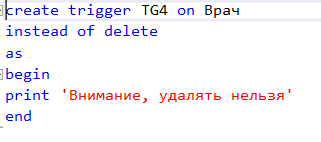 create trigger TG4 on Врач
instead of delete
as
begin
print 'Внимание, удалять нельзя'
end